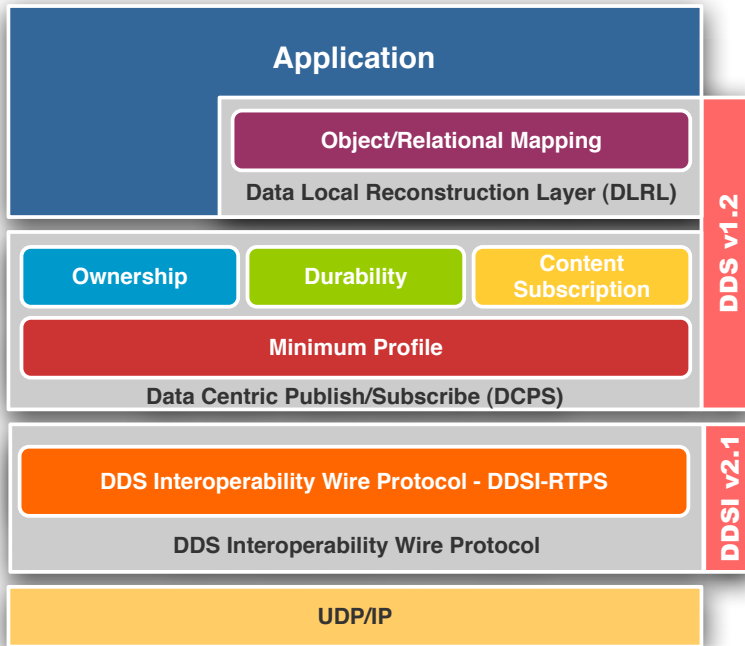 Application
Object/Relational Mapping
Data Local Reconstruction Layer (DLRL)
DDS v1.2
Ownership
Durability
Content
Subscription
Minimum Profile
Data Centric Publish/Subscribe (DCPS)
DDS Interoperability Wire Protocol - DDSI-RTPS
DDS Interoperability Wire Protocol
DDSI v2.1
UDP/IP